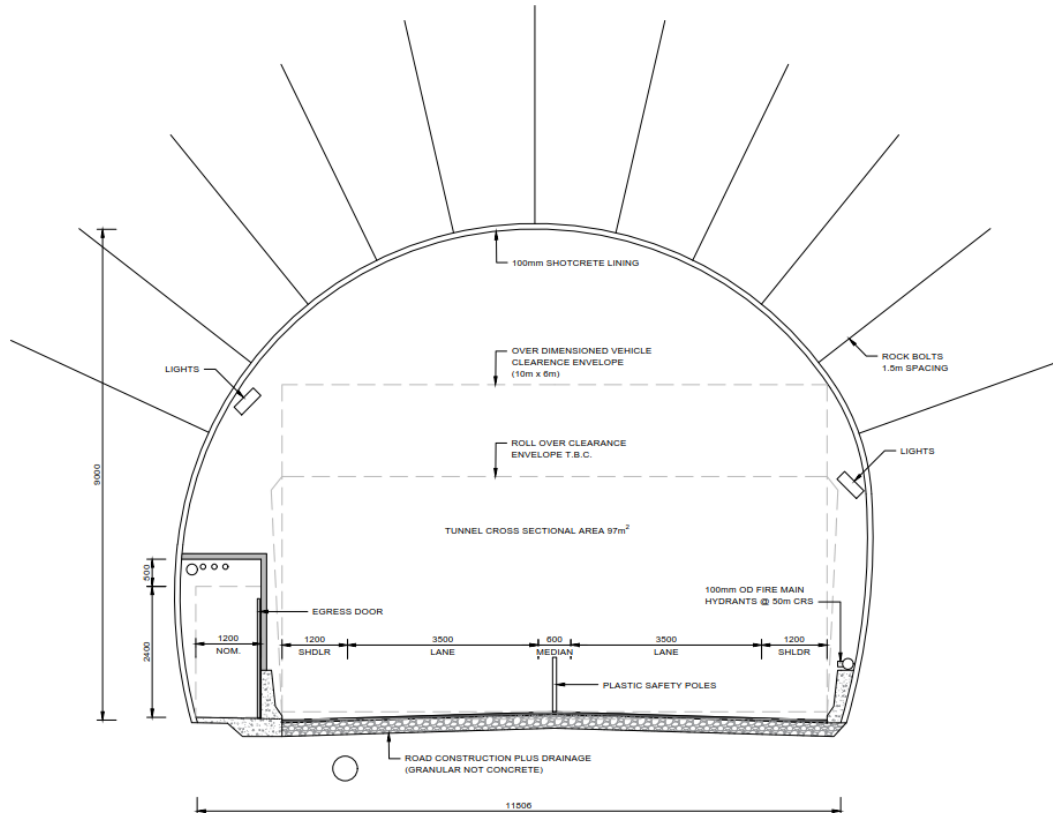 100mm SHOTCRETE LINING
OVER DIMENSIONED VEHICLE
CLEARENCE ENVELOPE
(10m x 6m)
LIGHTS
ROCK BOLTS
1.5m SPACING
ROLL OVER CLEARANCE
ENVELOPE T.B.C.
LIGHTS
9000
TUNNEL CROSS SECTIONAL AREA 97m²
500
100mm OD FIRE MAIN
HYDRANTS @ 50m CRS
EGRESS DOOR
2400
1200
NOM.
1200
SHDLR
3500
LANE
600
MEDIAN
3500
LANE
1200
SHLDR
PLASTIC SAFETY POLES
ROAD CONSTRUCTION PLUS DRAINAGE
(GRANULAR NOT CONCRETE)
11506